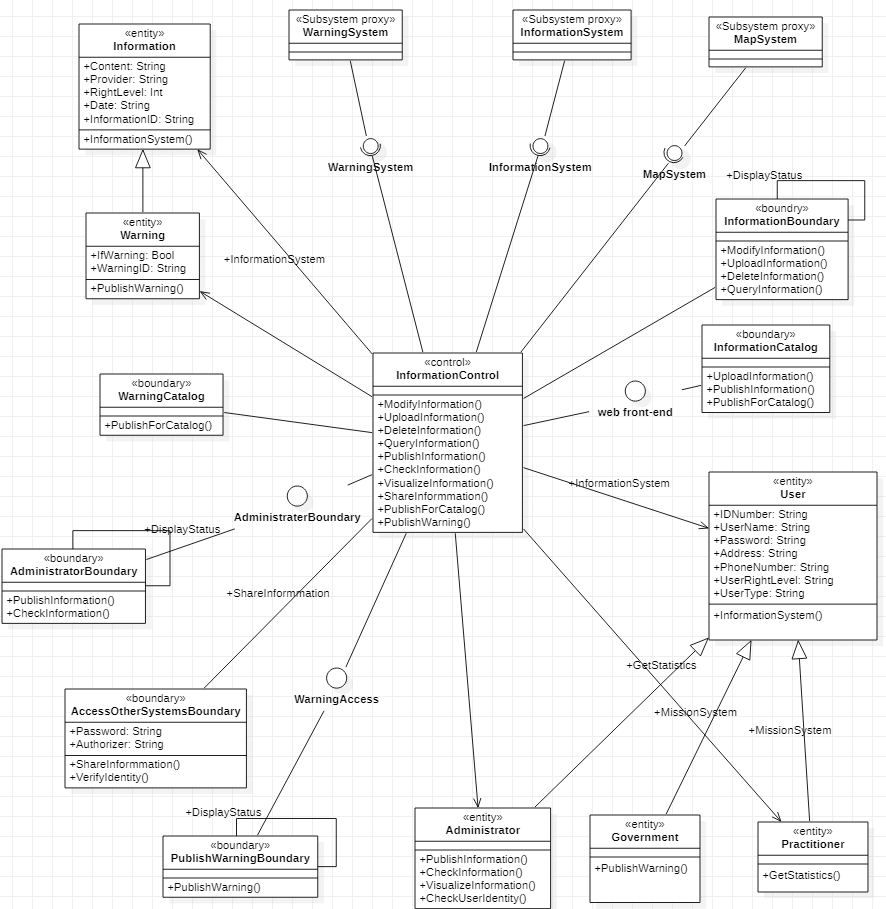 «entity»
Information
+Content: String
+Provider: String
+RightLevel: Int
+Date: String
+InformationID: String
+InformationSystem()
«Subsystem proxy»
WarningSystem
«Subsystem proxy»
InformationSystem
«Subsystem proxy»
MapSystem
WarningSystem
InformationSystem
MapSystem
+DisplayStatus
«boundry»
InformationBoundary
+ModifyInformation()
+UploadInformation()
+DeleteInformation()
+QueryInformation()
«entity»
Warning
+IfWarning: Bool
+WarningID: String
+PublishWarning()
+InformationSystem
«boundary»
InformationCatalog
+UploadInformation()
+PublishInformation()
+PublishForCatalog()
«control»
InformationControl
+ModifyInformation()
+UploadInformation()
+DeleteInformation()
+QueryInformation()
+PublishInformation()
+CheckInformation()
+VisualizeInformation()
+ShareInformmation()
+PublishForCatalog()
+PublishWarning()
«boundary»
WarningCatalog
+PublishForCatalog()
web front-end
+InformationSystem
«entity»
User
+IDNumber: String
+UserName: String
+Password: String
+Address: String
+PhoneNumber: String
+UserRightLevel: String
+UserType: String
+InformationSystem()
AdministraterBoundary
+DisplayStatus
«boundary»
AdministratorBoundary
+PublishInformation()
+CheckInformation()
+ShareInformmation
+GetStatistics
+MissionSystem
+MissionSystem
WarningAccess
«boundary»
AccessOtherSystemsBoundary
+Password: String
+Authorizer: String
+ShareInformmation()
+VerifyIdentity()
+DisplayStatus
«boundary»
PublishWarningBoundary
+PublishWarning()
«entity»
Administrator
+PublishInformation()
+CheckInformation()
+VisualizeInformation()
+CheckUserIdentity()
«entity»
Government
+PublishWarning()
«entity»
Practitioner
+GetStatistics()